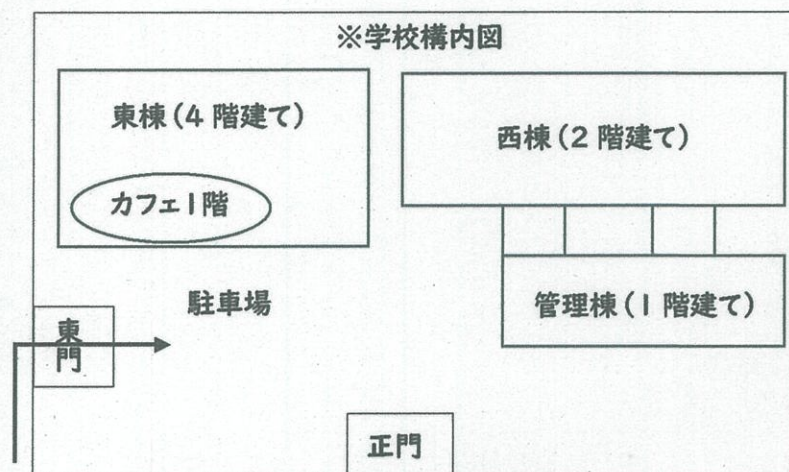 ※学校構内図
東棟(4 階建て)
西棟(2 階建て)
カフェ1階
管理棟(1 階建て)
駐車場
東門
正門